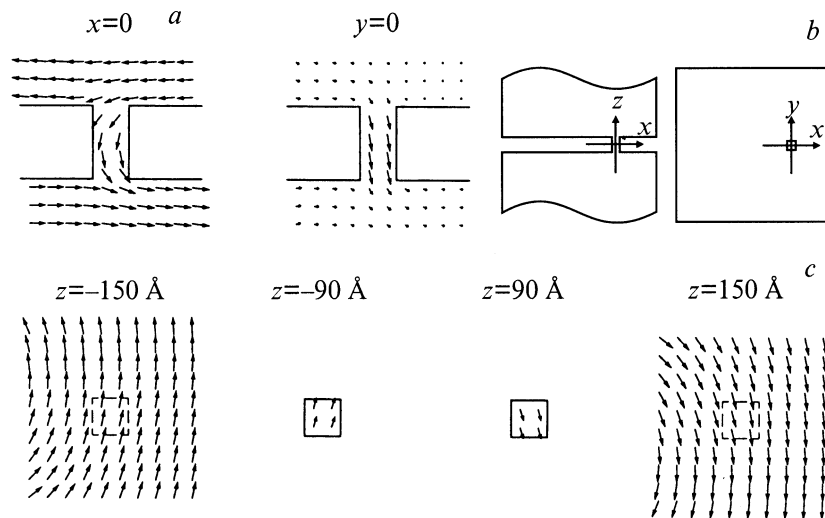 x=0 a
y=0
b
z
x
y
x
c
z=–150 Å
z=–90 Å
z=90 Å
z=150 Å